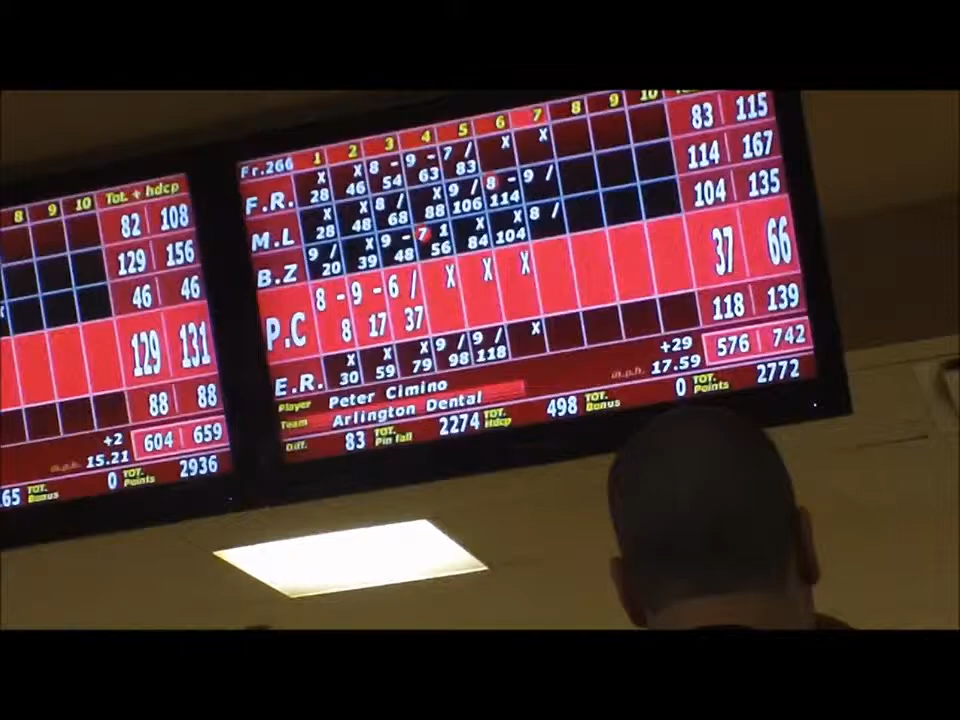 8 9 10 Tot. + hdcp
82 108
129 156
46 46
129 131
88 88
+2 604 659
m.p.h. 15.21
65 TOT. Bonus 0 TOT. Points 2936
Fr.266 1 2 3 4 5 6 7 8 9 10
F.R. X X 8 - 9 - 7 / X X 83 115
28 46 54 63 83
M.L X X 8 / X 9 / 8 - 9 / 114 167
28 48 68 88 106 114
B.Z 9 / X 9 - 7 1 X X 8 / 104 135
20 39 48 56 84 104
P.C 8 - 9 - 6 / X X X 37 66
8 17 37
E.R. X X X 9 / 9 / X 118 139
30 59 79 98 118
Player Peter Cimino +29 576 742
Team Arlington Dental m.p.h. 17.59
Diff. 83 TOT. Pin fall 2274 TOT. Hdcp 498 TOT. Bonus 0 TOT. Points 2772